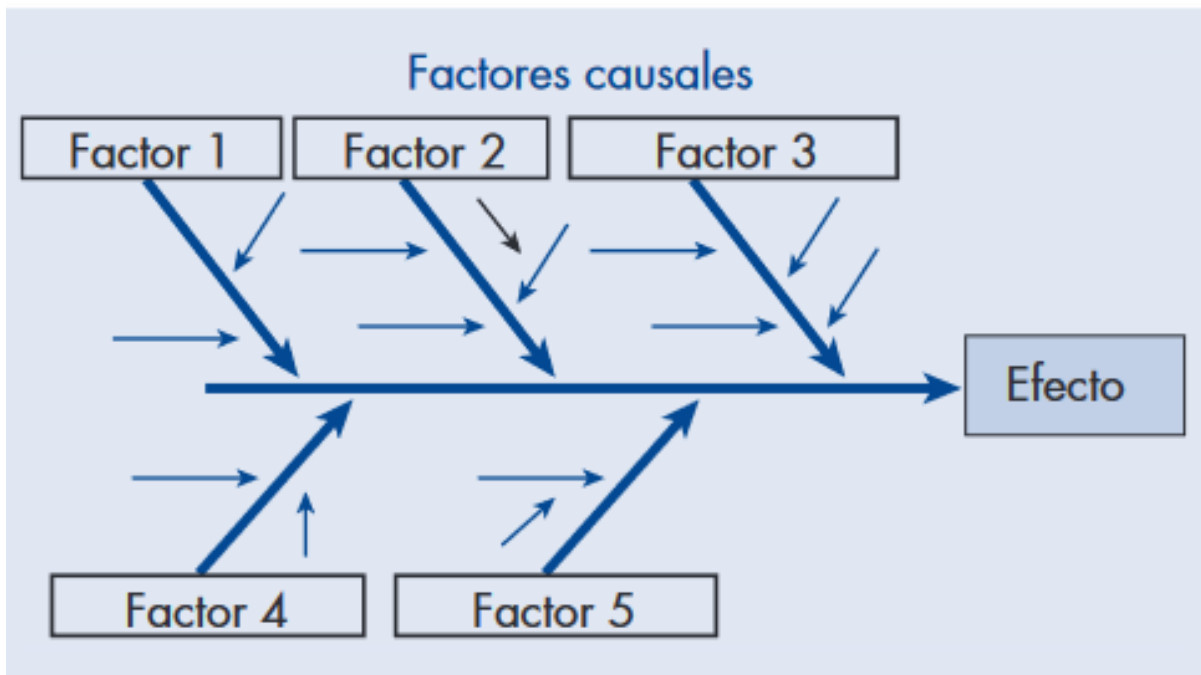 Factores causales
Factor 1
Factor 2
Factor 3
Efecto
Factor 4
Factor 5